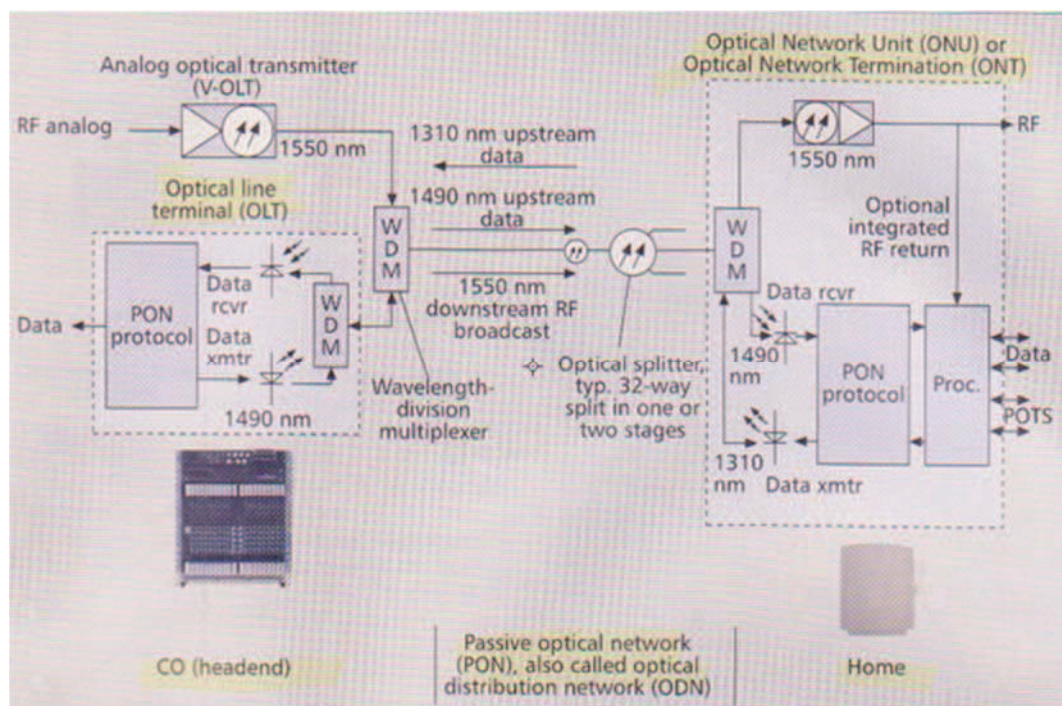 Analog optical transmitter
(V-OLT)
RF analog
1550 nm
Optical line
terminal (OLT)
PON
protocol
Data
rcvr
Data
xmtr
1490 nm
WDM
Data
WDM
Wavelength-
division
multiplexer
1310 nm upstream
data
1490 nm upstream
data
1550 nm
downstream RF
broadcast
Optical splitter,
typ. 32-way
split in one or
two stages
Optical Network Unit (ONU) or
Optical Network Termination (ONT)
1550 nm
RF
Optional
integrated
RF return
WDM
Data rcvr
1490
nm
PON
protocol
Proc.
Data
POTS
1310
nm
Data xmtr
CO (headend)
Passive optical network
(PON), also called optical
distribution network (ODN)
Home